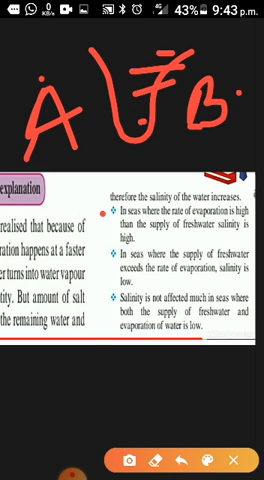 0
KB/s
4G
43%
9:43 p.m.
A
B
explanation
realised that because of
ration happens at a faster
er turns into water vapour
tity. But amount of salt
the remaining water and
therefore the salinity of the water increases.
In seas where the rate of evaporation is high
than the supply of freshwater salinity is
high.
In seas where the supply of freshwater
exceeds the rate of evaporation, salinity is
low.
Salinity is not affected much in seas where
both the supply of freshwater and
evaporation of water is low.